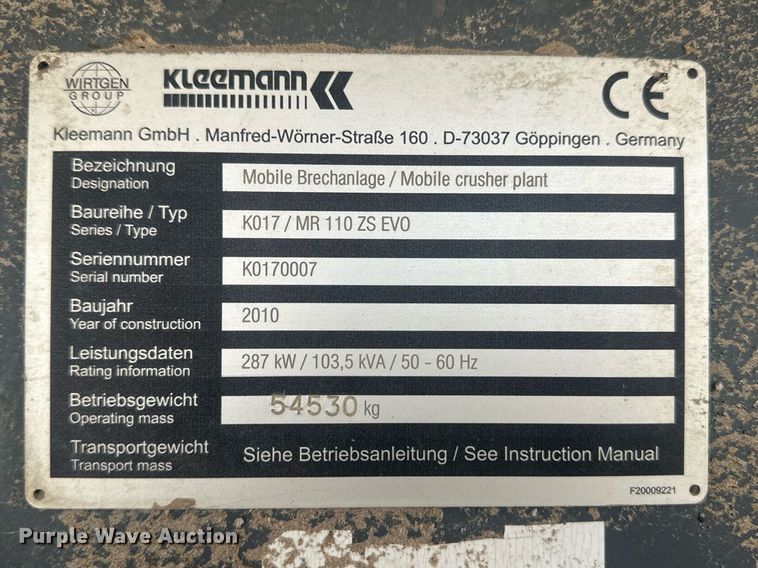 WIRTGEN
GROUP
KLEEMANN
CE
Kleemann GmbH . Manfred-Wörner-Straße 160 . D-73037 Göppingen . Germany
Bezeichnung
Designation
Mobile Brechanlage / Mobile crusher plant
Baureihe / Typ
Series / Type
K017 / MR 110 ZS EVO
Seriennummer
Serial number
K0170007
Baujahr
Year of construction
2010
Leistungsdaten
Rating information
287 kW / 103,5 kVA / 50 - 60 Hz
Betriebsgewicht
Operating mass
54530 kg
Transportgewicht
Transport mass
Siehe Betriebsanleitung / See Instruction Manual
F20009221
Purple Wave Auction